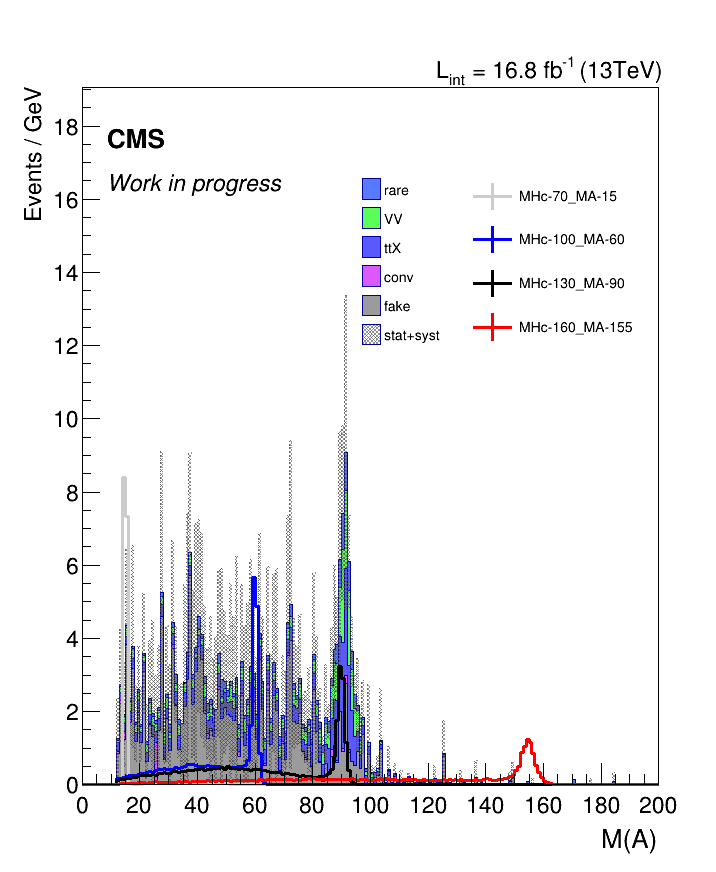 L_int = 16.8 fb^-1 (13TeV)
Events / GeV
CMS
Work in progress
rare
VV
ttX
conv
fake
stat+syst
MHc-70_MA-15
MHc-100_MA-60
MHc-130_MA-90
MHc-160_MA-155
18
16
14
12
10
8
6
4
2
0
0 20 40 60 80 100 120 140 160 180 200
M(A)